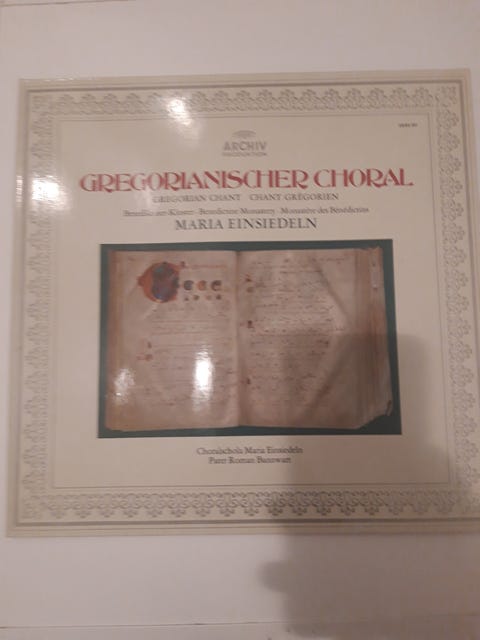 ARCHIV
PRODUKTION
GREGORIANISCHER CHORAL
GREGORIAN CHANT · CHANT GRÉGORIEN
Benediktiner-Kloster · Benedictine Monastery · Monastère des Bénédictins
MARIA EINSIEDELN
Choralschola Maria Einsiedeln
Pater Roman Bannwart